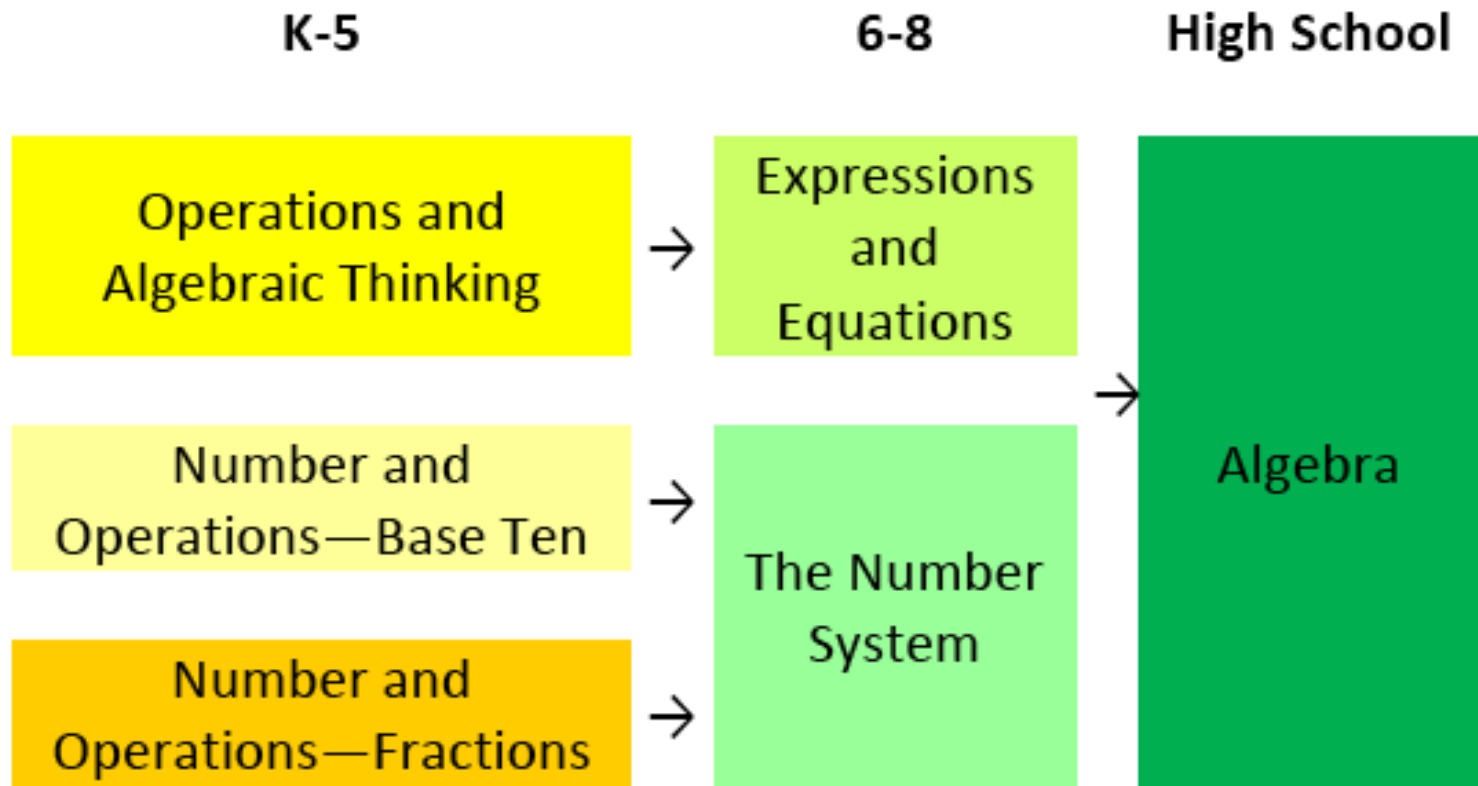 K-5
6-8
High School
Operations and
Algebraic Thinking
→
Expressions
and
Equations
→
Algebra
Number and
Operations—Base Ten
→
The Number
System
Number and
Operations—Fractions
→